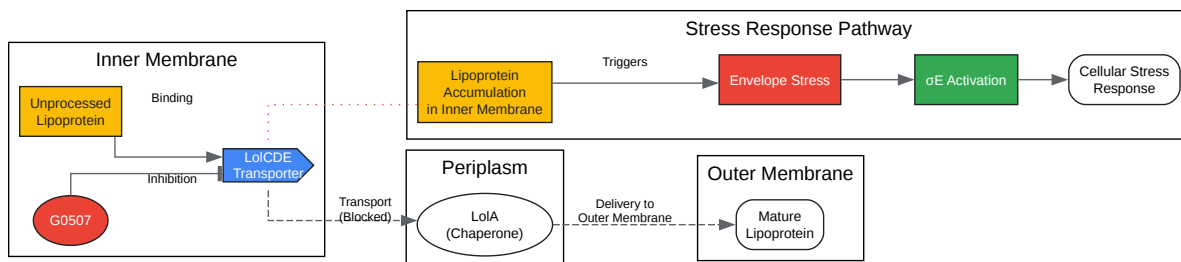 Stress Response Pathway
Inner Membrane
Unprocessed
Lipoprotein
Binding
LolCDE
Transporter
Inhibition
G0507
Lipoprotein
Accumulation
in Inner Membrane
Triggers
Envelope Stress
σE Activation
Cellular Stress
Response
Transport
(Blocked)
Periplasm
LolA
(Chaperone)
Delivery to
Outer Membrane
Outer Membrane
Mature
Lipoprotein